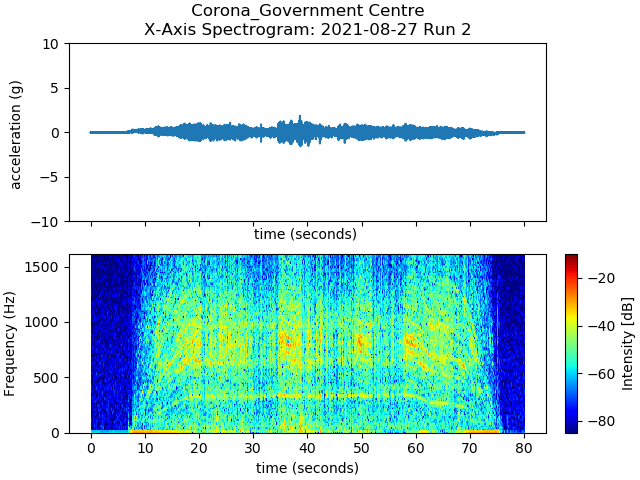 Corona_Government Centre
X-Axis Spectrogram: 2021-08-27 Run 2
10
5
0
−5
−10
acceleration (g)
time (seconds)
1500
1000
500
0
Frequency (Hz)
0 10 20 30 40 50 60 70 80
time (seconds)
−20
−40
−60
−80
Intensity [dB]